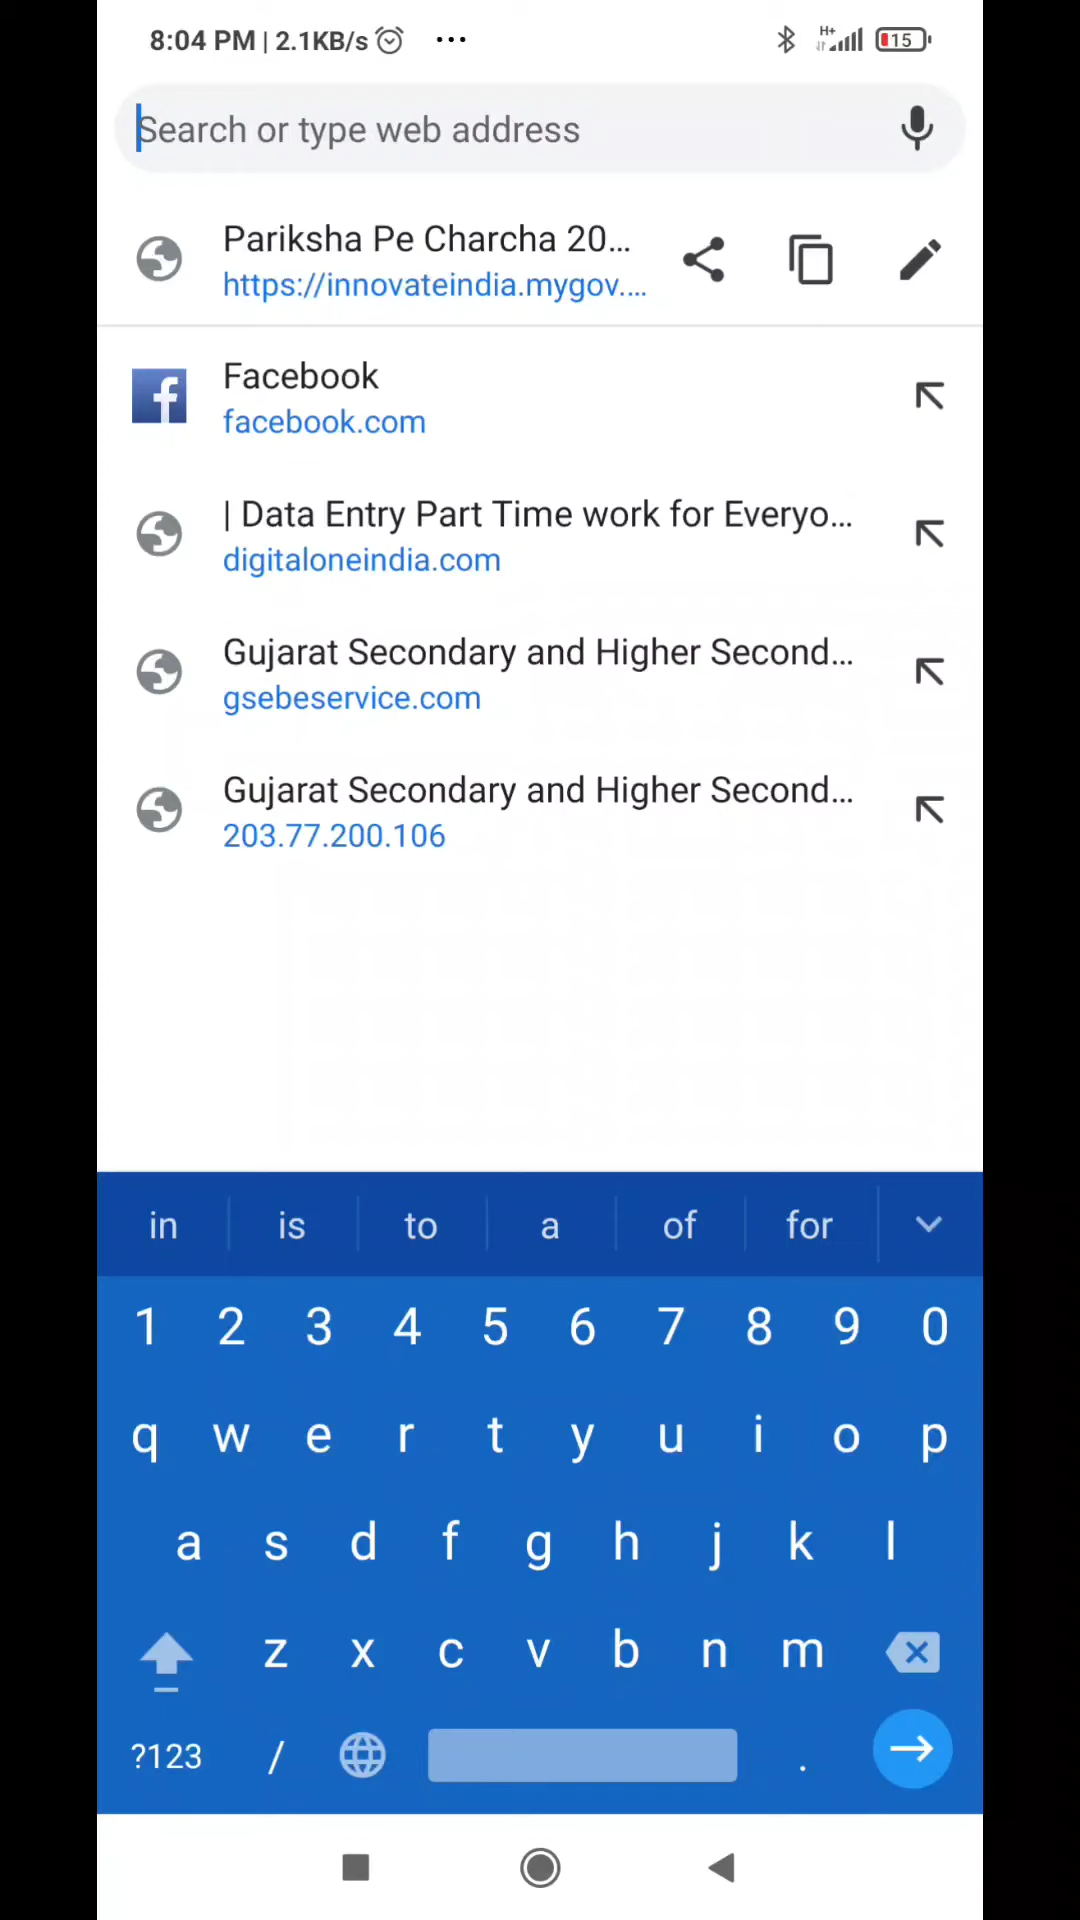 8:04 PM | 2.1KB/s ... H+ 15
Search or type web address
Pariksha Pe Charcha 20...
https://innovateindia.mygov....
Facebook
facebook.com
| Data Entry Part Time work for Everyo...
digitaloneindia.com
Gujarat Secondary and Higher Second...
gsebeservice.com
Gujarat Secondary and Higher Second...
203.77.200.106
in is to a of for
1 2 3 4 5 6 7 8 9 0
q w e r t y u i o p
a s d f g h j k l
z x c v b n m
?123 / .